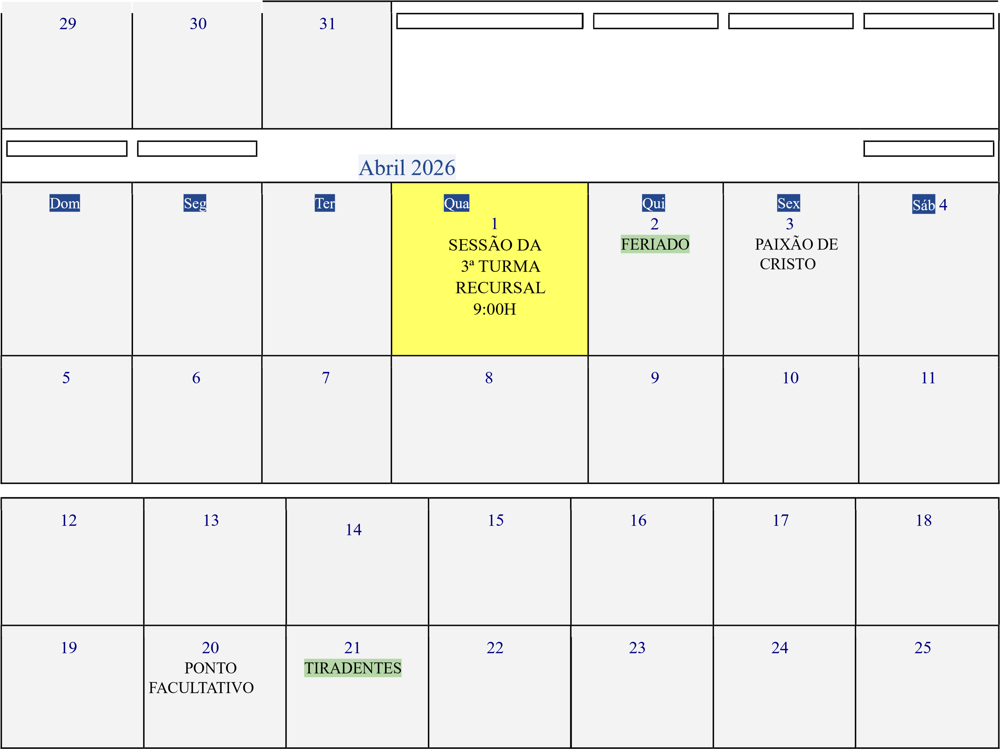 29 30 31
Abril 2026
Dom Seg Ter Qua Qui Sex Sáb 4
1 2 3
SESSÃO DA FERIADO PAIXÃO DE
3ª TURMA CRISTO
RECURSAL
9:00H
5 6 7 8 9 10 11
12 13 14 15 16 17 18
19 20 21 22 23 24 25
PONTO TIRADENTES
FACULTATIVO